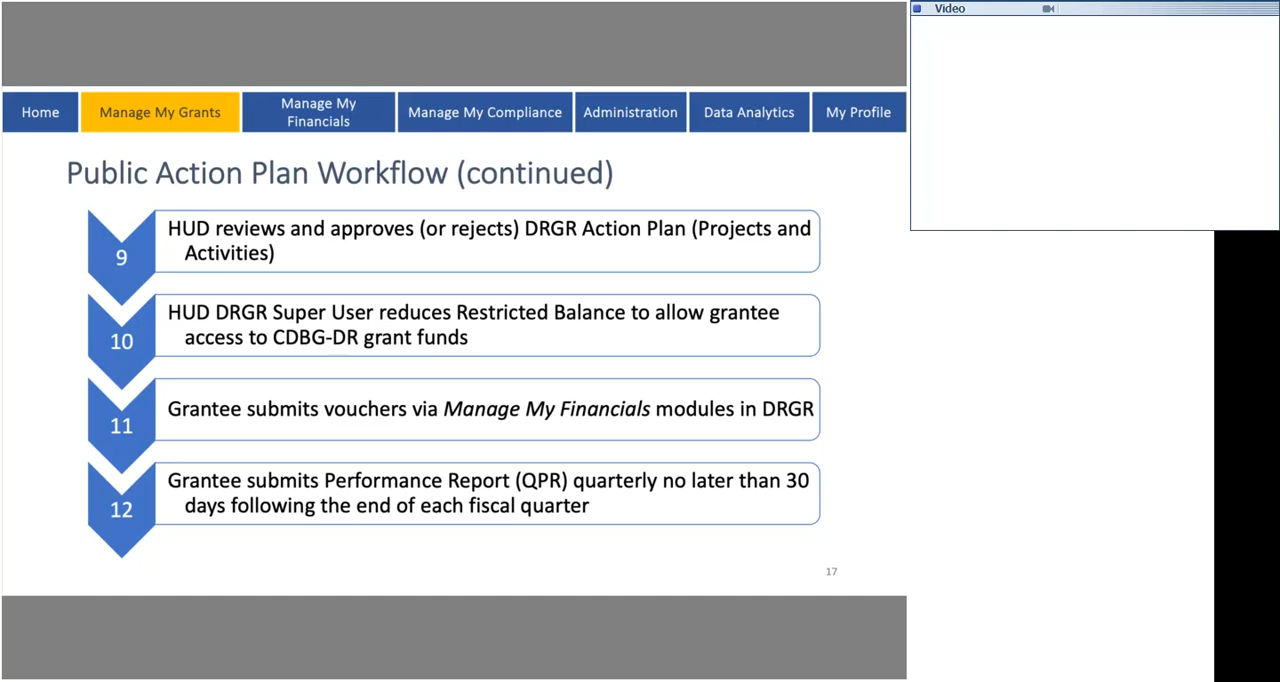 Video
Home
Manage My Grants
Manage My
Financials
Manage My Compliance
Administration
Data Analytics
My Profile
Public Action Plan Workflow (continued)
9
HUD reviews and approves (or rejects) DRGR Action Plan (Projects and
Activities)
10
HUD DRGR Super User reduces Restricted Balance to allow grantee
access to CDBG-DR grant funds
11
Grantee submits vouchers via Manage My Financials modules in DRGR
12
Grantee submits Performance Report (QPR) quarterly no later than 30
days following the end of each fiscal quarter
17